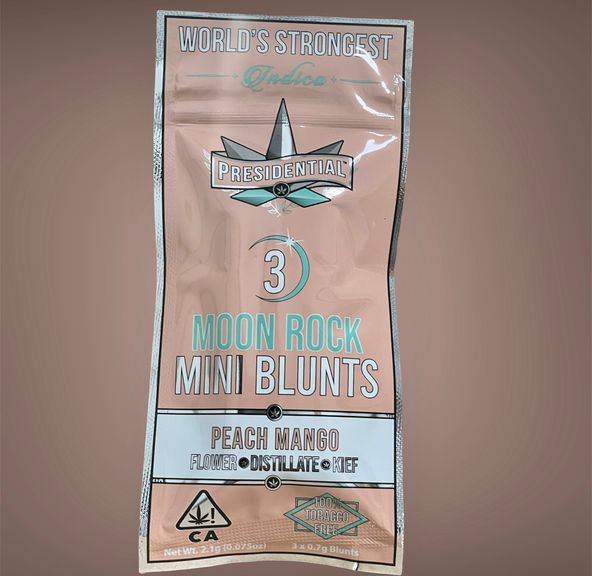 WORLD'S STRONGEST
Indica
PRESIDENTIAL™
3
MOON ROCK
MINI BLUNTS
PEACH MANGO
FLOWER DISTILLATE KIEF
100%
TOBACCO
FREE
!
CA
Net Wt. 2.1g (0.075oz) 3 x 0.7g Blunts